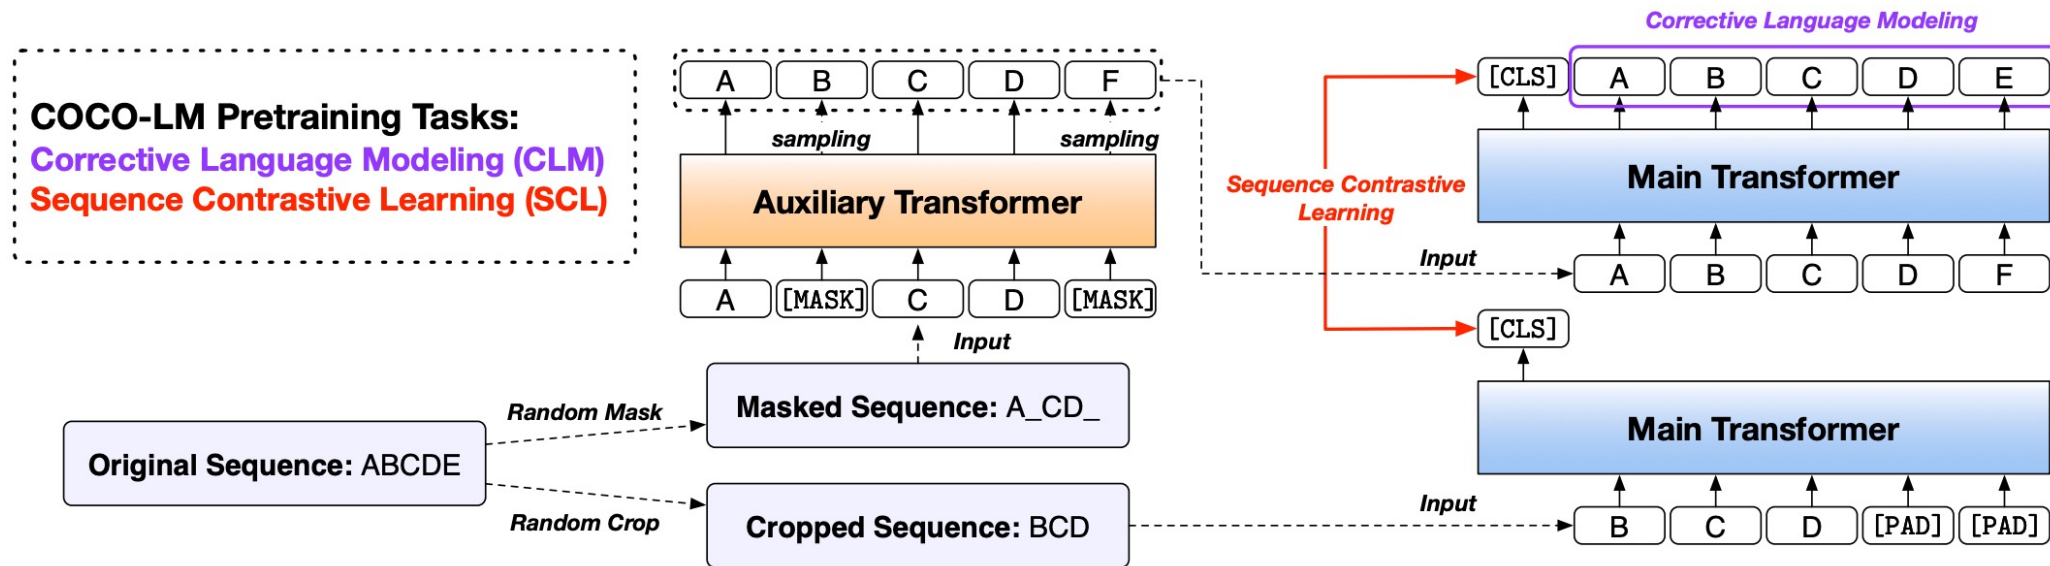 COCO-LM Pretraining Tasks:
Corrective Language Modeling (CLM)
Sequence Contrastive Learning (SCL)
Original Sequence: ABCDE
Random Mask
Random Crop
A B C D F
sampling sampling
Auxiliary Transformer
A [MASK] C D [MASK]
Input
Masked Sequence: A_CD_
Cropped Sequence: BCD
Corrective Language Modeling
[CLS] A B C D E
Main Transformer
Sequence Contrastive
Learning
Input
A B C D F
[CLS]
Main Transformer
Input
B C D [PAD] [PAD]